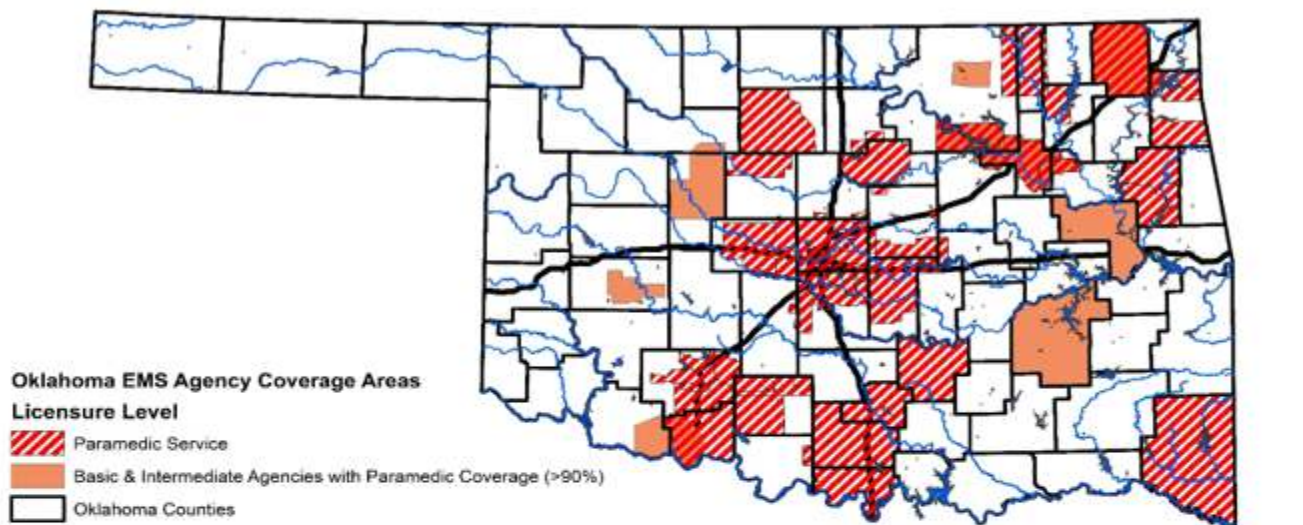 Oklahoma EMS Agency Coverage Areas
Licensure Level
Paramedic Service
Basic & Intermediate Agencies with Paramedic Coverage (>90%)
Oklahoma Counties